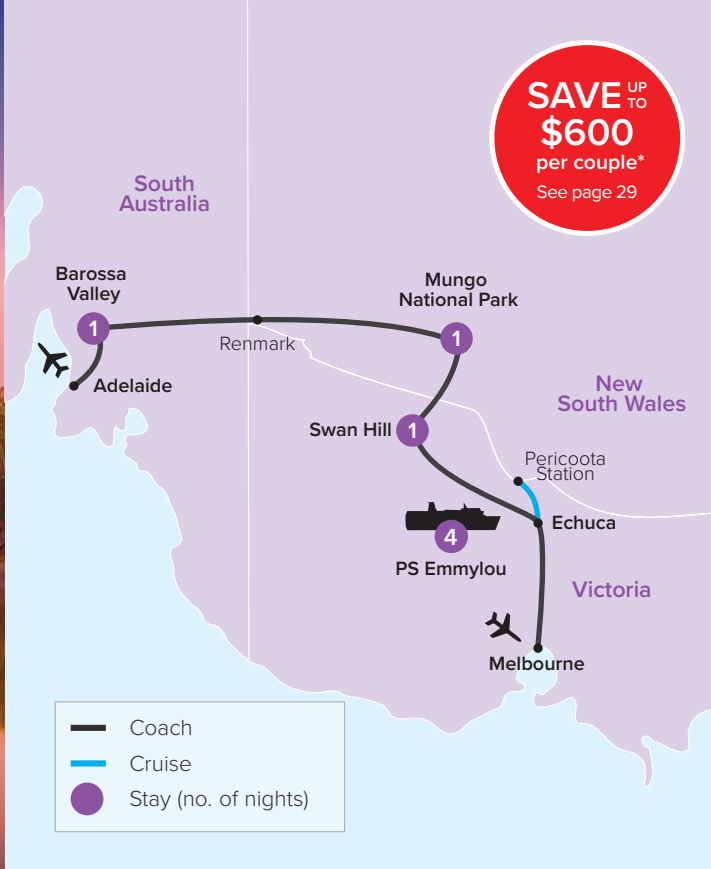 SAVE UP TO
$600
per couple*
See page 29
South
Australia
Barossa
Valley
1
Mungo
National Park
1
Renmark
Adelaide
New
South Wales
Swan Hill 1
Pericoota
Station
Echuca
4
PS Emmylou
Victoria
Melbourne
Coach
Cruise
Stay (no. of nights)